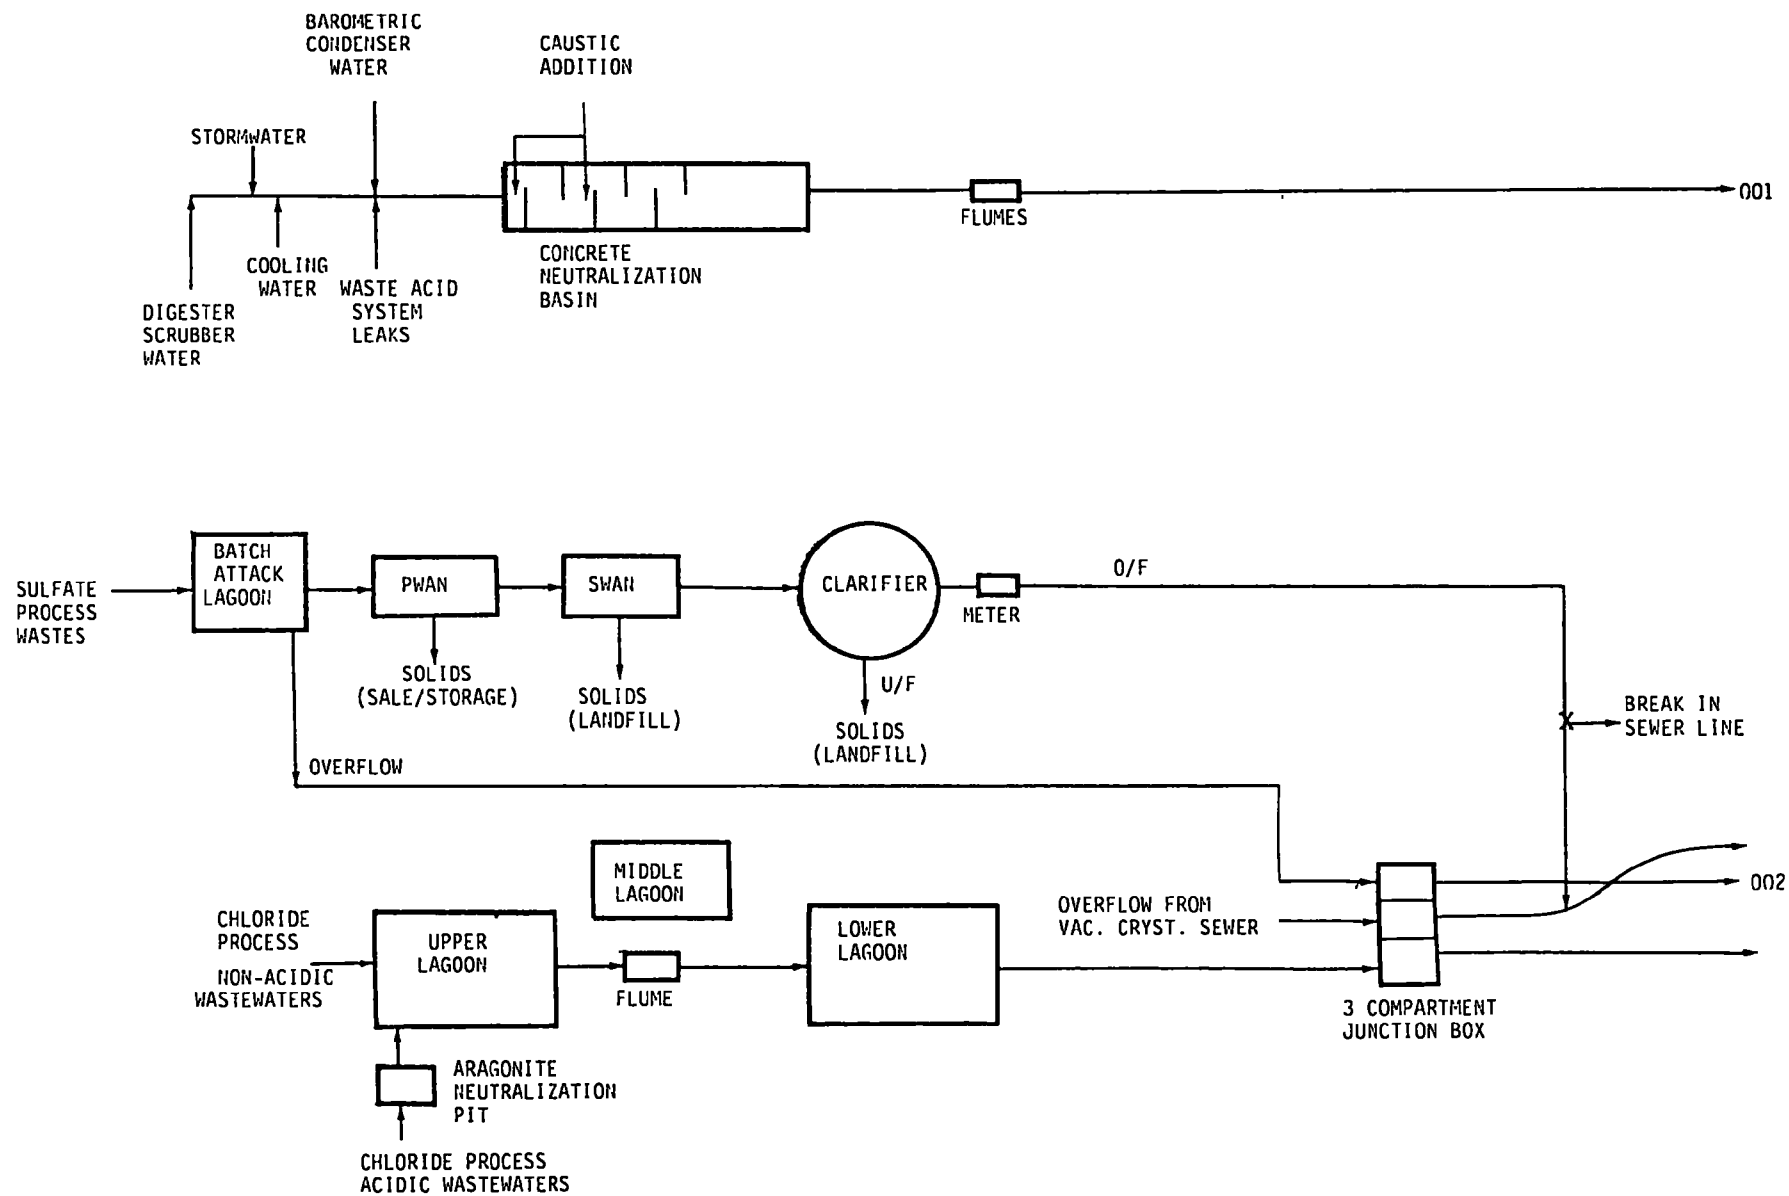 BAROMETRIC
CONDENSER
WATER
CAUSTIC
ADDITION
STORMWATER
001
FLUMES
COOLING
WATER
CONCRETE
NEUTRALIZATION
BASIN
WASTE ACID
SYSTEM
LEAKS
DIGESTER
SCRUBBER
WATER
BATCH
ATTACK
LAGOON
SULFATE
PROCESS
WASTES
PWAN
SWAN
CLARIFIER
O/F
METER
SOLIDS
(SALE/STORAGE)
SOLIDS
(LANDFILL)
U/F
SOLIDS
(LANDFILL)
BREAK IN
SEWER LINE
OVERFLOW
MIDDLE
LAGOON
002
CHLORIDE
PROCESS
NON-ACIDIC
WASTEWATERS
UPPER
LAGOON
FLUME
LOWER
LAGOON
OVERFLOW FROM
VAC. CRYST. SEWER
3 COMPARTMENT
JUNCTION BOX
ARAGONITE
NEUTRALIZATION
PIT
CHLORIDE PROCESS
ACIDIC WASTEWATERS